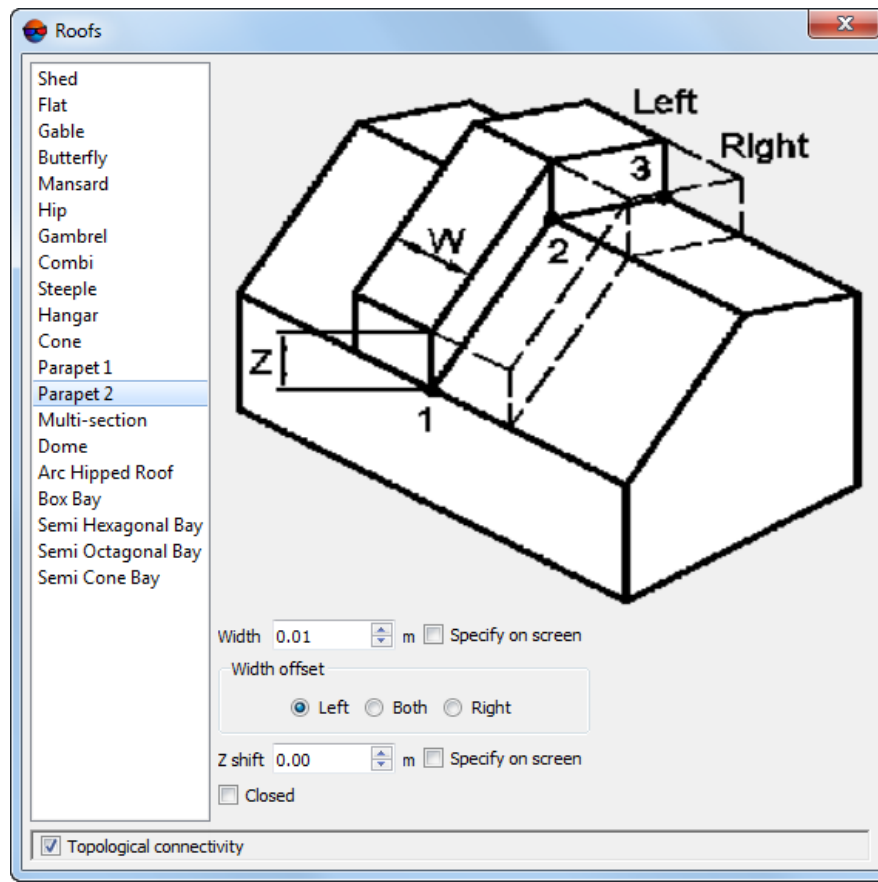 Roofs
Shed
Flat
Gable
Butterfly
Mansard
Hip
Gambrel
Combi
Steeple
Hangar
Cone
Parapet 1
Parapet 2
Multi-section
Dome
Arc Hipped Roof
Box Bay
Semi Hexagonal Bay
Semi Octagonal Bay
Semi Cone Bay
Left
Right
3
W
2
Z
1
Width 0.01 m Specify on screen
Width offset
Left Both Right
Z shift 0.00 m Specify on screen
Closed
Topological connectivity